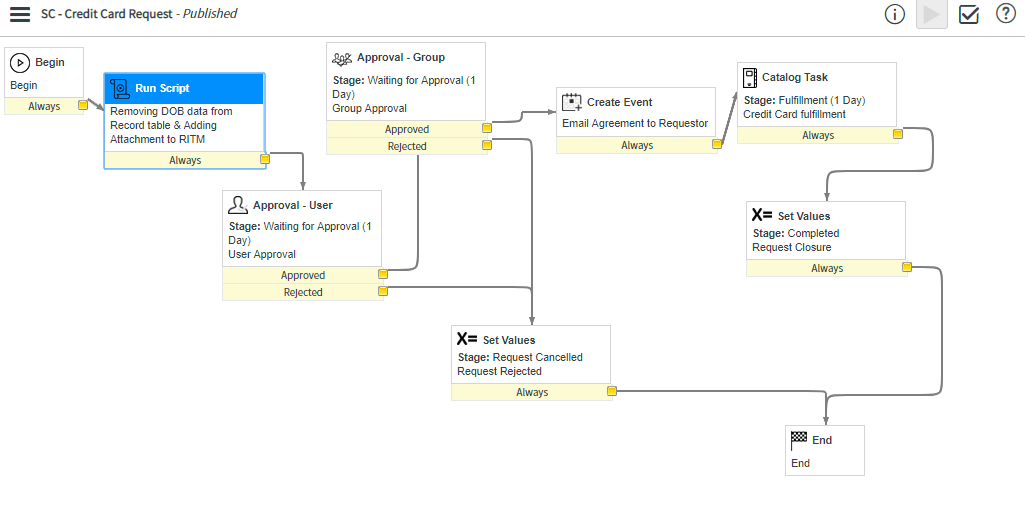 SC - Credit Card Request - Published
Begin
Begin
Always
Run Script
Removing DOB data from
Record table & Adding
Attachment to RITM
Always
Approval - User
Stage: Waiting for Approval (1
Day)
User Approval
Approved
Rejected
Approval - Group
Stage: Waiting for Approval (1
Day)
Group Approval
Approved
Rejected
Create Event
Email Agreement to Requestor
Always
Catalog Task
Stage: Fulfillment (1 Day)
Credit Card fulfillment
Always
X= Set Values
Stage: Completed
Request Closure
Always
X= Set Values
Stage: Request Cancelled
Request Rejected
Always
End
End